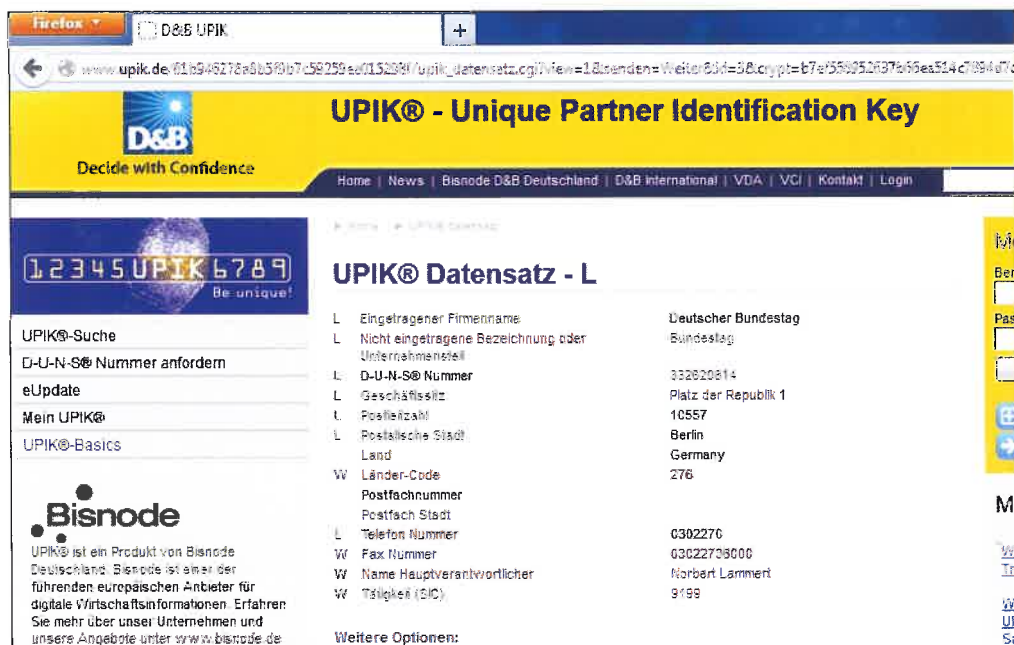 Firefox
D&B UPIK
+
D&B
Decide with Confidence
UPIK® - Unique Partner Identification Key
Home | News | Bisnode D&B Deutschland | D&B International | VDA | VCI | Kontakt | Login
12345UPIK6789
Be unique!
UPIK®-Suche
D-U-N-S® Nummer anfordern
eUpdate
Mein UPIK®
UPIK®-Basics
Bisnode
UPIK® ist ein Produkt von Bisnode
Deutschland. Bisnode ist einer der
führenden europäischen Anbieter für
digitale Wirtschaftsinformationen. Erfahren
Sie mehr über unser Unternehmen und
unsere Angebote unter www.bisnode.de
UPIK® Datensatz - L
L Eingetragener Firmenname Deutscher Bundestag
L Nicht eingetragene Bezeichnung oder Bundestag
Unternehmensteil
L D-U-N-S® Nummer 332620814
L Geschäftssitz Platz der Republik 1
L Postleitzahl 10557
L Postalische Stadt Berlin
Land Germany
W Länder-Code 276
Postfachnummer
Postfach Stadt
L Telefon Nummer 0302270
W Fax Nummer 03022736000
W Name Hauptverantwortlicher Norbert Lammert
W Tätigkeit (SIC) 9199
Weitere Optionen: